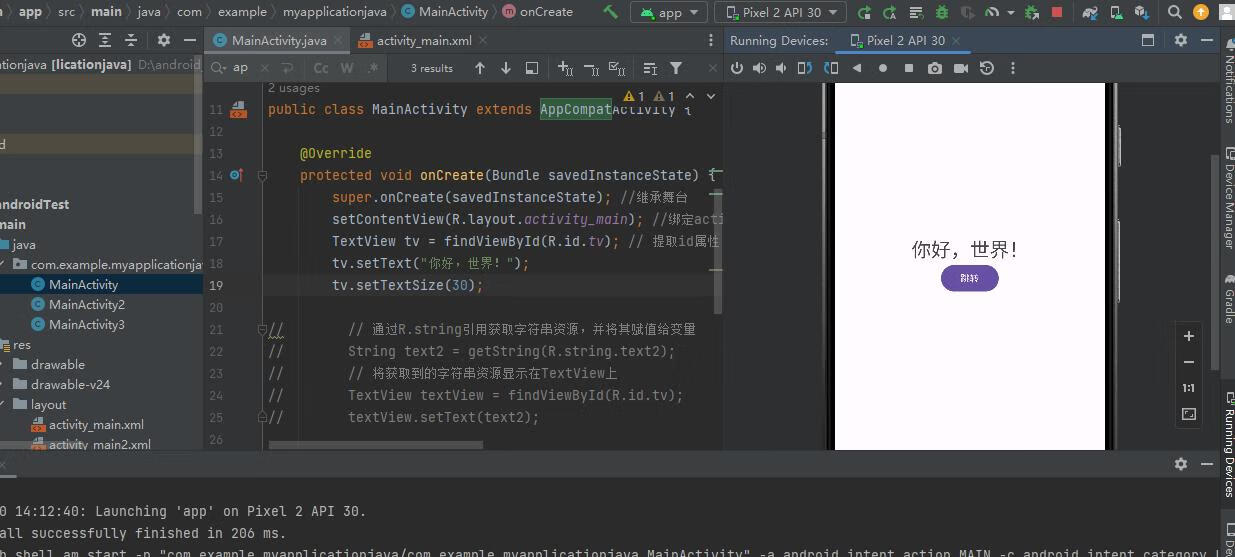 app > src > main > java > com > example > myapplicationjava > MainActivity > onCreate
app
Pixel 2 API 30
MainActivity.java
activity_main.xml
Running Devices:
Pixel 2 API 30
ationjava [licationjava] D:\android
ap
Cc
W
.*
3 results
2 usages
1
1
11 public class MainActivity extends AppCompatActivity {
12
13 @Override
14 protected void onCreate(Bundle savedInstanceState) {
15 super.onCreate(savedInstanceState); //继承舞台
16 setContentView(R.layout.activity_main); //绑定acti
17 TextView tv = findViewById(R.id.tv); // 提取id属性
18 tv.setText("你好，世界！");
19 tv.setTextSize(30);
20
21 // // 通过R.string引用获取字符串资源，并将其赋值给变量
22 // String text2 = getString(R.string.text2);
23 // // 将获取到的字符串资源显示在TextView上
24 // TextView textView = findViewById(R.id.tv);
25 // textView.setText(text2);
26
d
androidTest
main
java
com.example.myapplicationja
MainActivity
MainActivity2
MainActivity3
res
drawable
drawable-v24
layout
activity_main.xml
activity_main2.xml
你好，世界！
跳转
1:1
Notifications
Device Manager
Gradle
Running Devices
0 14:12:40: Launching 'app' on Pixel 2 API 30.
all successfully finished in 206 ms.
b shell am start -n "com.example.myapplicationjava/com.example.myapplicationjava.MainActivity" -a android.intent.action.MAIN -c android.intent.category.l